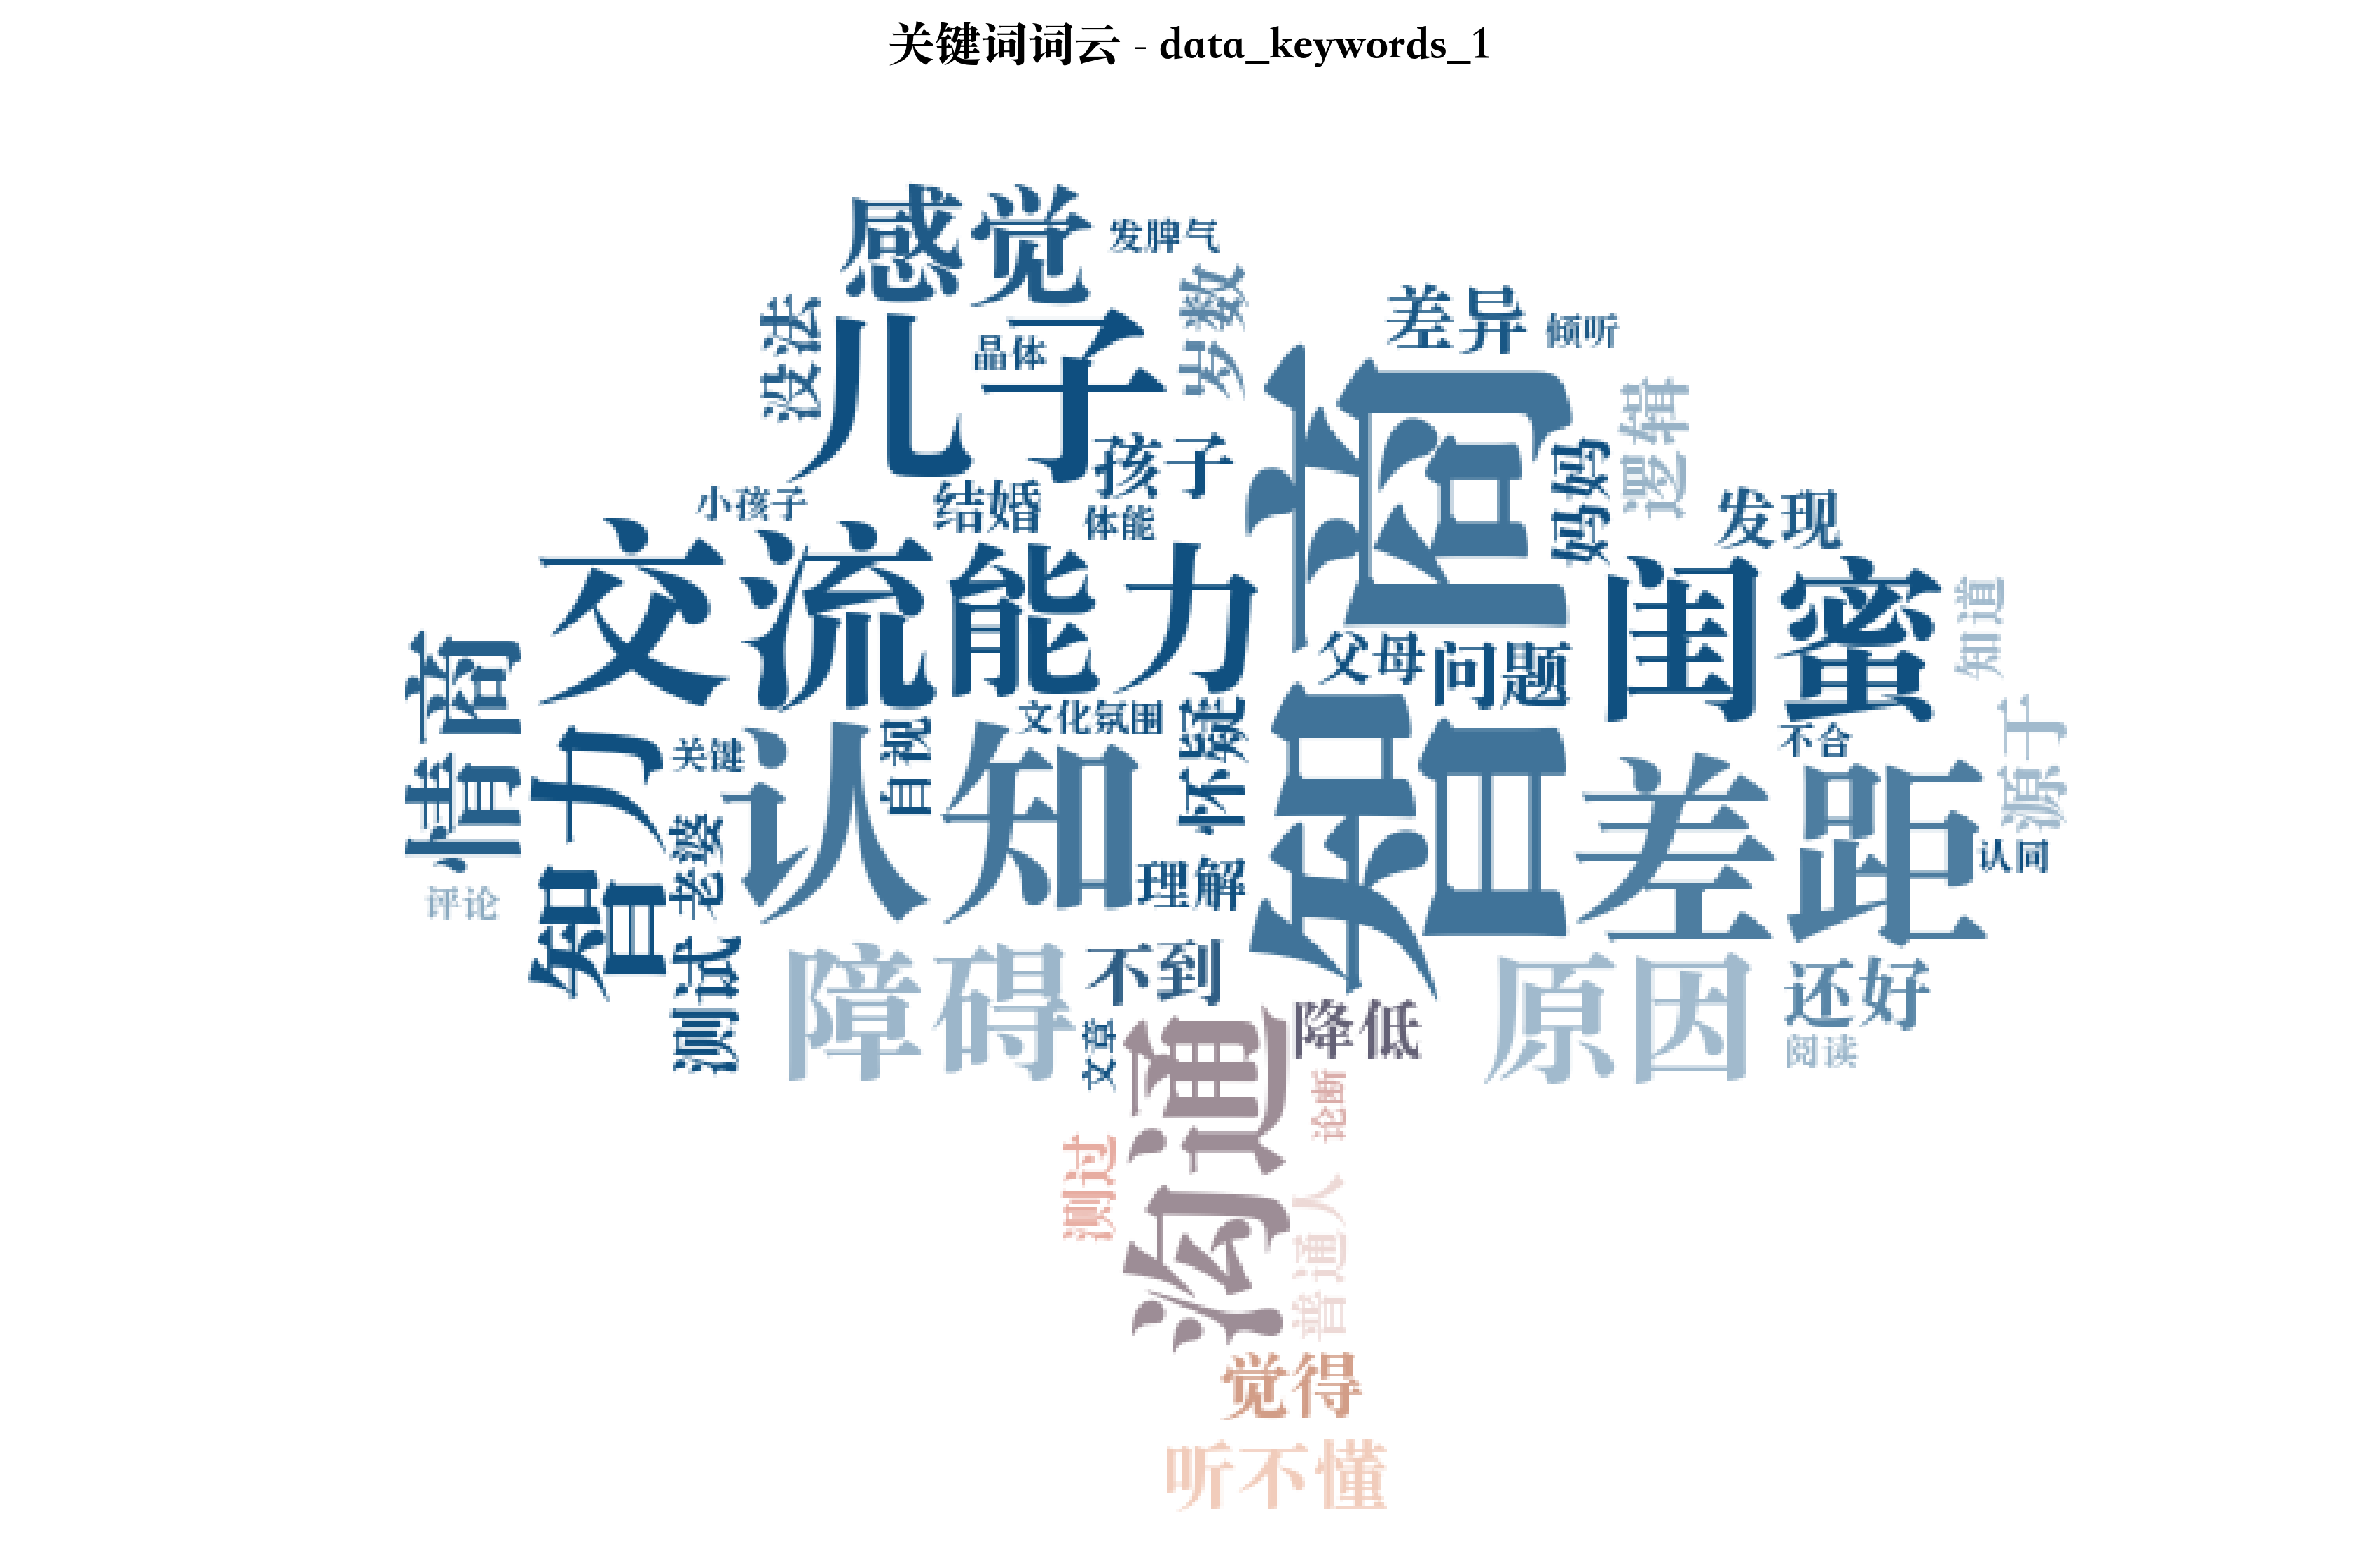 关键词词云 - data_keywords_1
感觉
发脾气
步数
没法
儿子
晶体
差异
倾听
智商
逻辑
妈妈
孩子
小孩子
结婚
体能
发现
交流能力
闺蜜
知道
情商
父母
问题
文化氛围
怀疑
自视
智力
关键
认知
差距
不合
源于
认同
老婆
理解
评论
测试
障碍
不到
原因
还好
阅读
文章
沟通
降低
论断
测过
普通人
觉得
听不懂